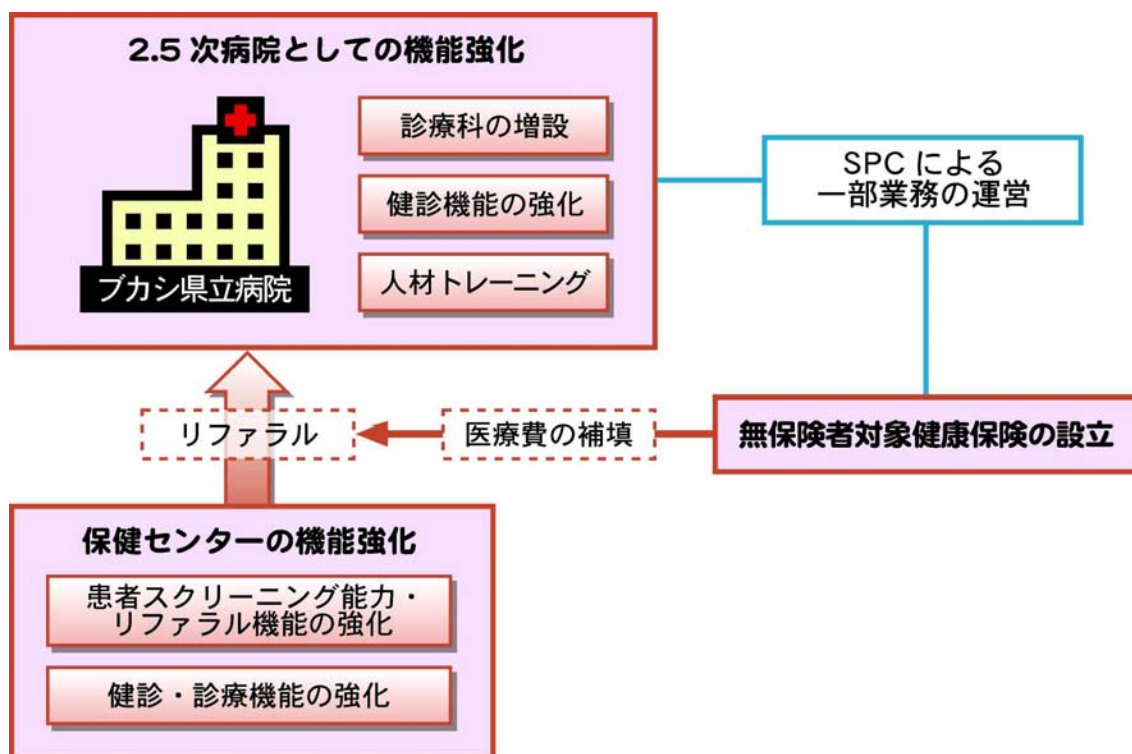 2.5 次病院としての機能強化
診療科の増設
健診機能の強化
人材トレーニング
ブカシ県立病院
SPC による
一部業務の運営
リファラル
医療費の補填
無保険者対象健康保険の設立
保健センターの機能強化
患者スクリーニング能力・
リファラル機能の強化
健診・診療機能の強化